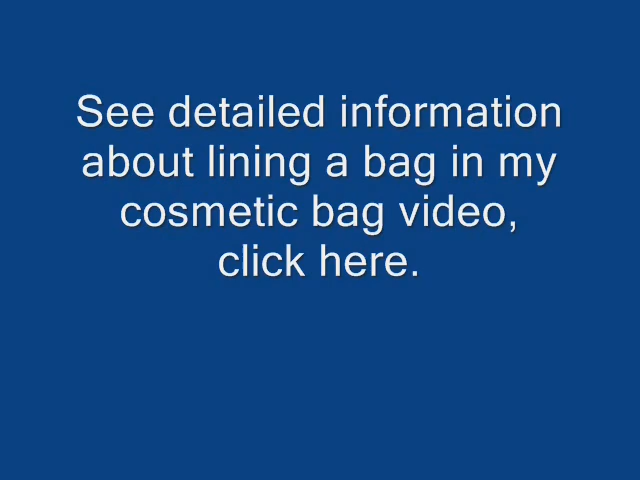 See detailed information
about lining a bag in my
cosmetic bag video,
click here.